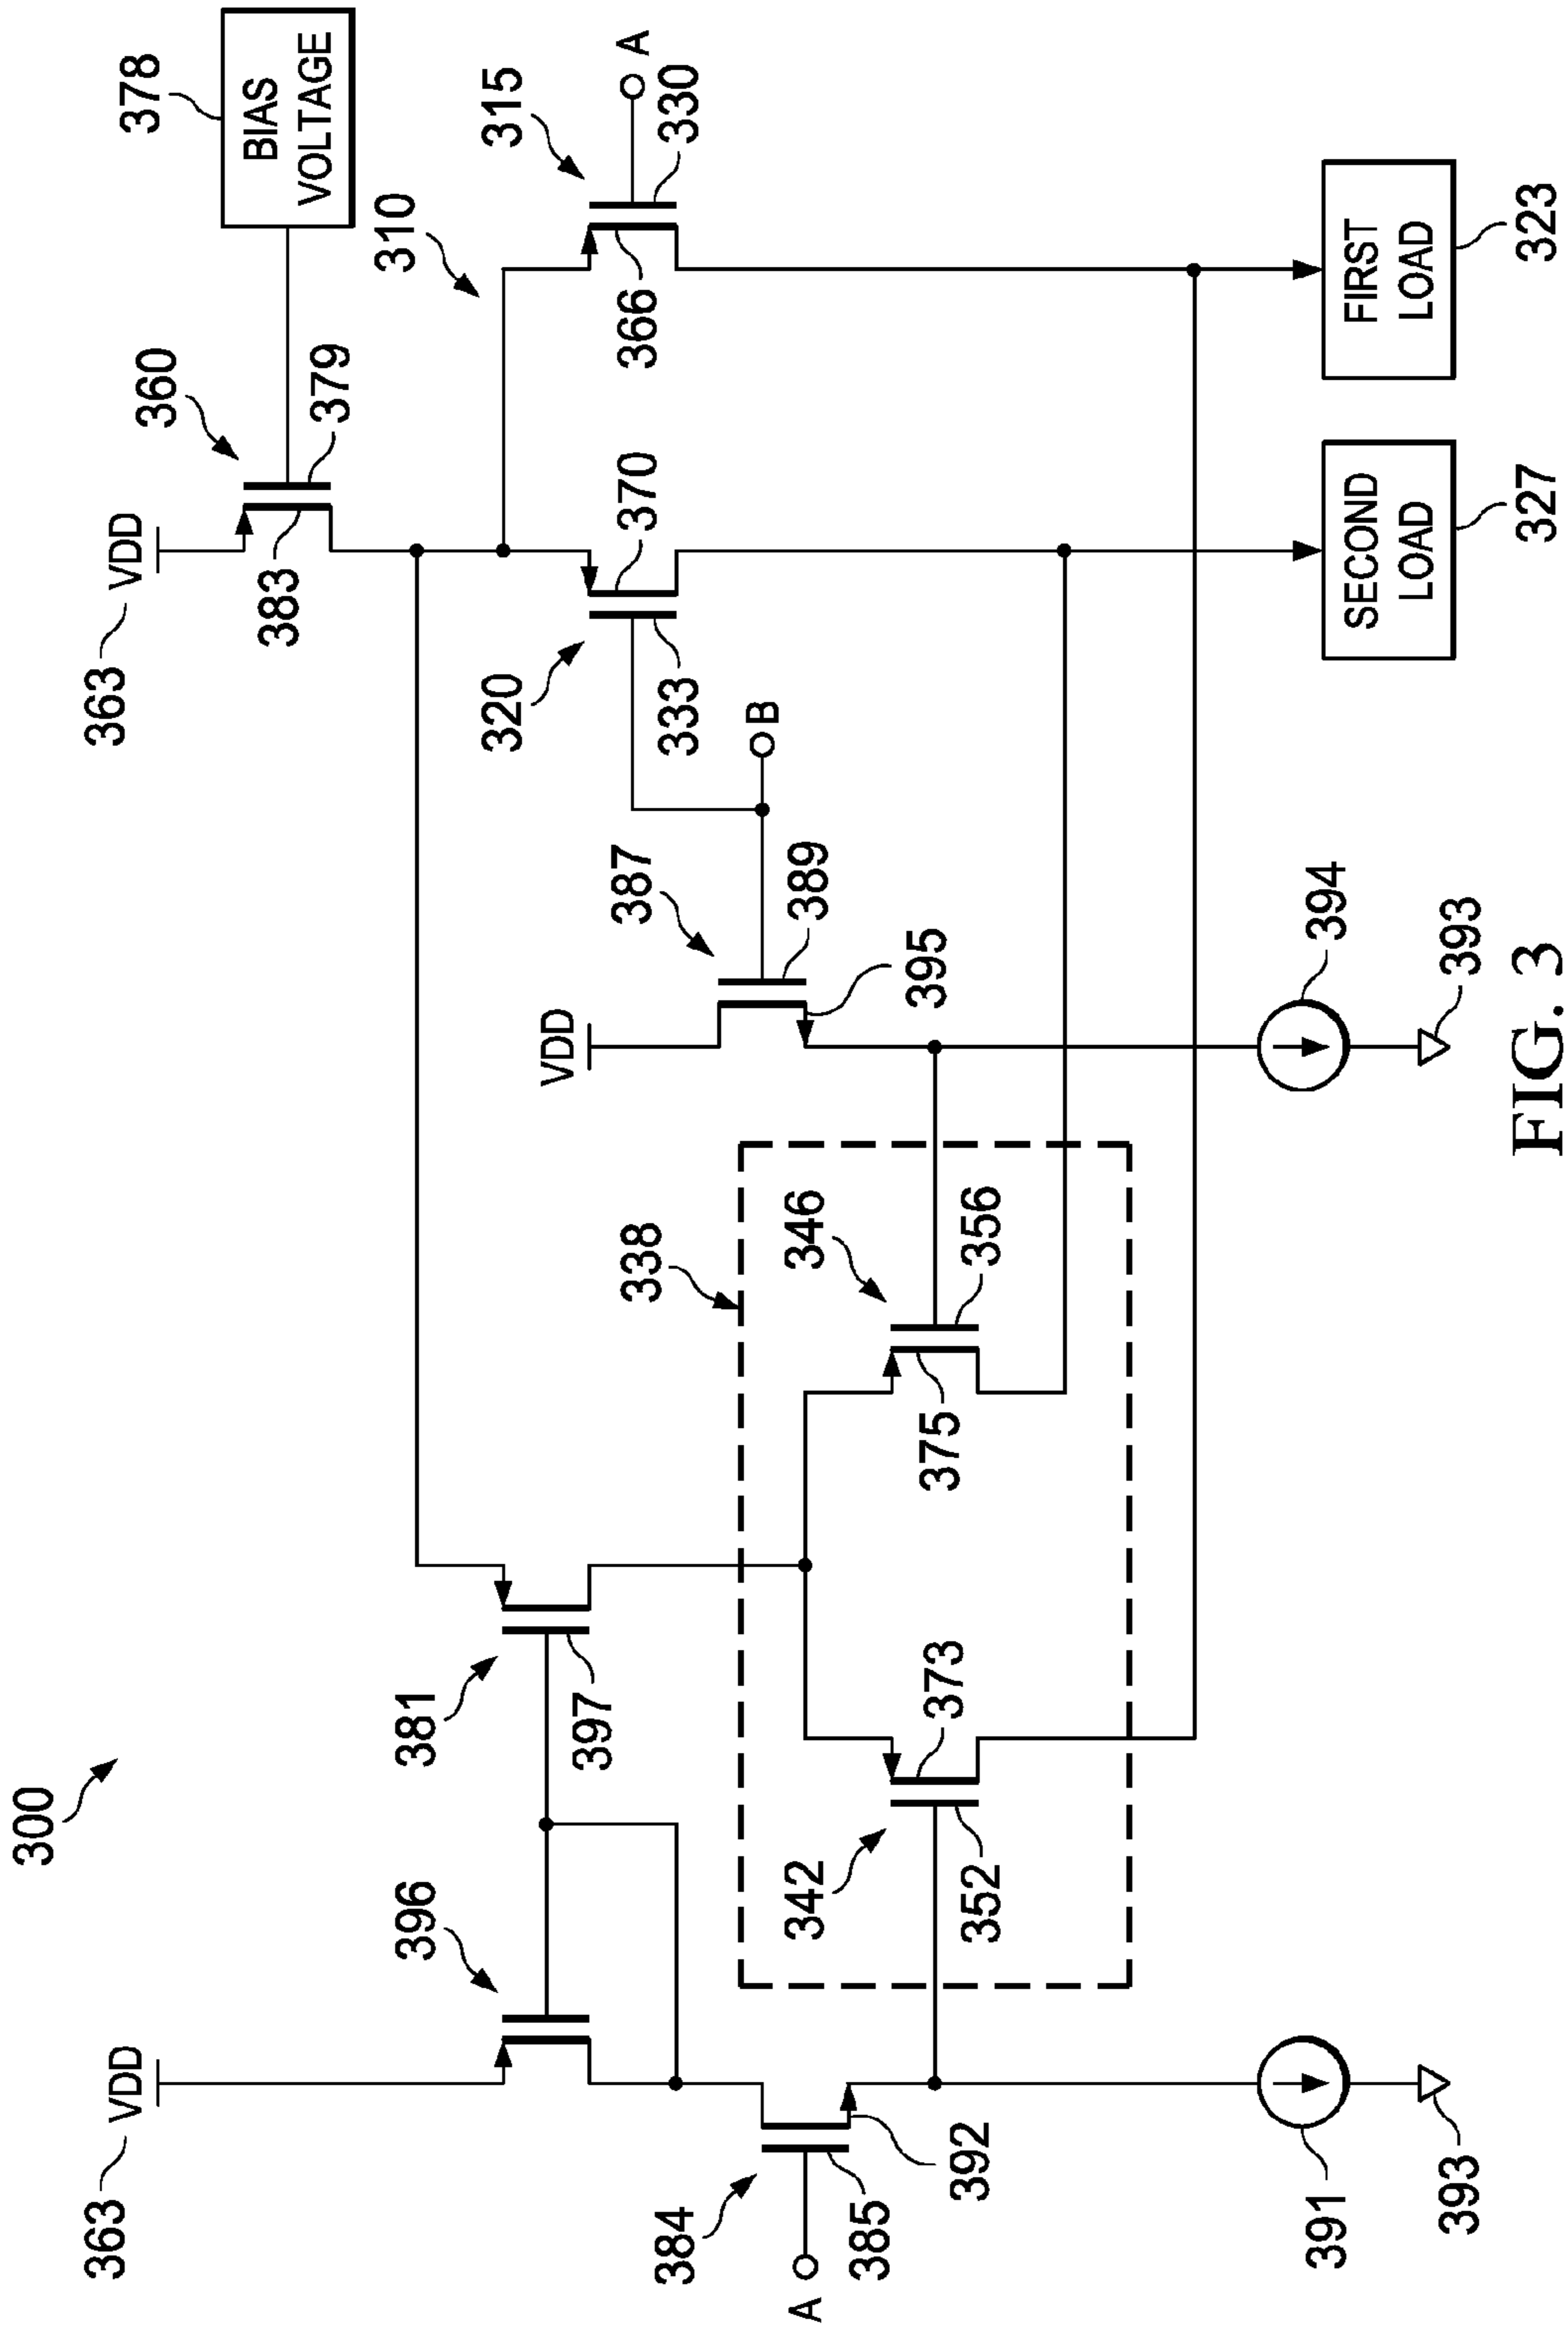 300
363
VDD
396
381
397
384
A
385
392
342
352
373
338
346
356
375
391
393
VDD
387
389
395
B
394
393
363
VDD
360
379
383
378
BIAS
VOLTAGE
310
315
A
330
366
320
333
370
SECOND
LOAD
327
FIRST
LOAD
323
FIG. 3